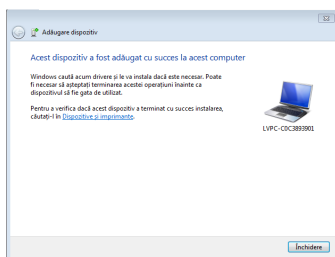 Adăugare dispozitiv
Acest dispozitiv a fost adăugat cu succes la acest computer
Windows caută acum drivere și le va instala dacă este necesar. Poate
fi necesar să așteptați terminarea acestei operațiuni înainte ca
dispozitivul să fie gata de utilizat.
Pentru a verifica dacă acest dispozitiv a terminat cu succes instalarea,
căutați-l în Dispozitive și imprimante.
LVPC-C0C3893901
Închidere